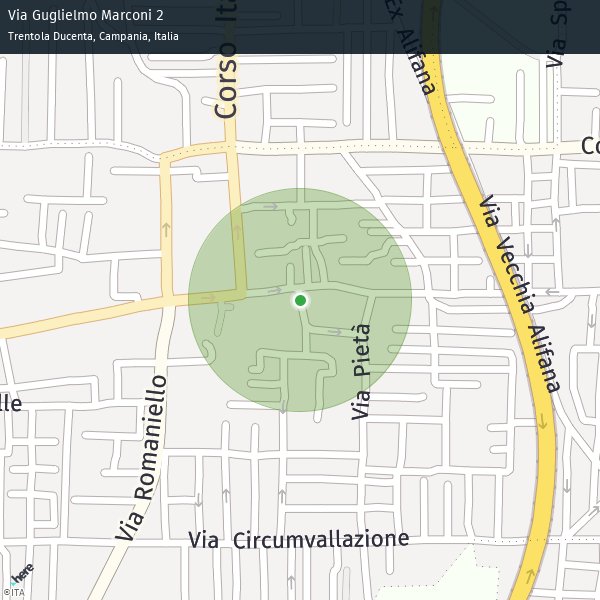 Via Guglielmo Marconi 2
Trentola Ducenta, Campania, Italia
Corso Ita
Ex Alifana
Via Sp
Co
Via Vecchia Alifana
Via Pietà
lle
Via Romaniello
Via Circumvallazione
here
©ITA